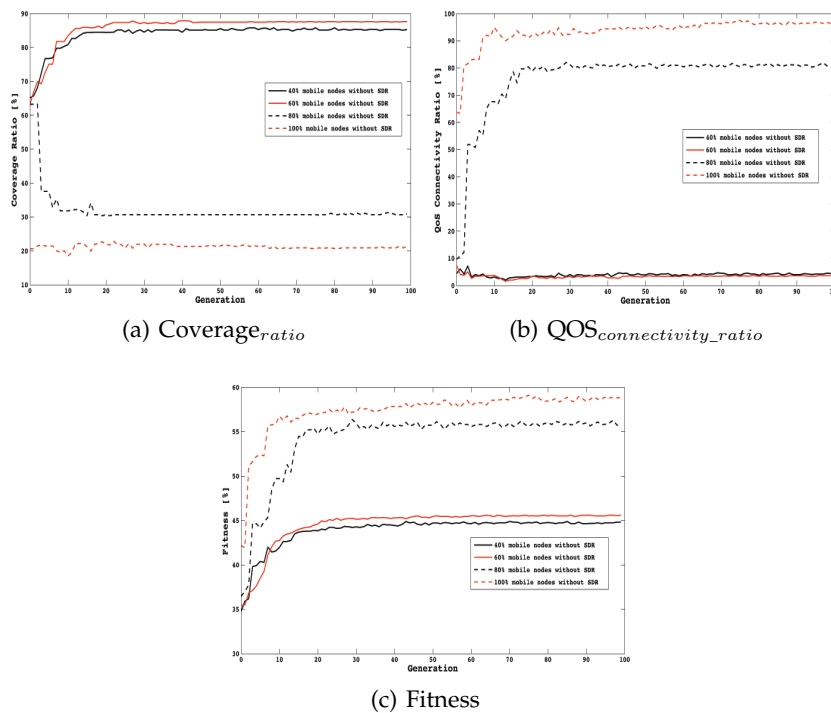 90
80
70
60
50
40
30
20
10
0
Coverage Ratio [%]
40% mobile nodes without SDR
60% mobile nodes without SDR
80% mobile nodes without SDR
100% mobile nodes without SDR
0 10 20 30 40 50 60 70 80 90 100
Generation
(a) Coverage_{ratio}
100
90
80
70
60
50
40
30
20
10
0
QoS Connectivity Ratio [%]
40% mobile nodes without SDR
60% mobile nodes without SDR
80% mobile nodes without SDR
100% mobile nodes without SDR
0 10 20 30 40 50 60 70 80 90
Generation
(b) QOS_{connectivity_ratio}
60
55
50
45
40
35
30
Fitness [%]
40% mobile nodes without SDR
60% mobile nodes without SDR
80% mobile nodes without SDR
100% mobile nodes without SDR
0 10 20 30 40 50 60 70 80 90 100
Generation
(c) Fitness